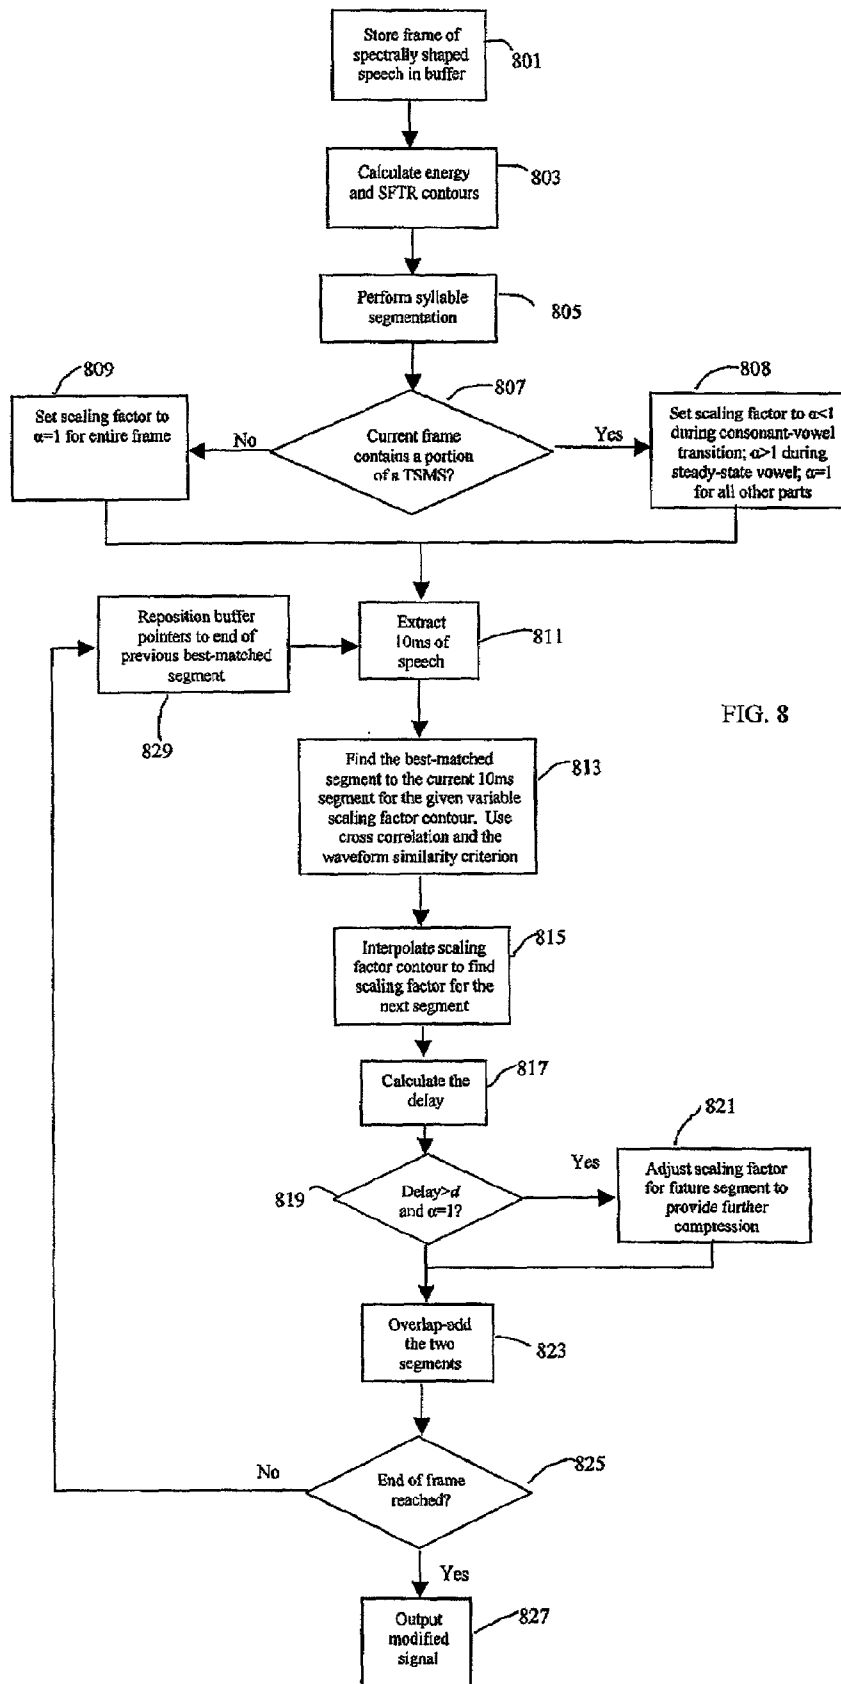 Store frame of
spectrally shaped
speech in buffer
801
Calculate energy
and SFTR contours
803
Perform syllable
segmentation
805
809
807
808
Set scaling factor to
α=1 for entire frame
No
Current frame
contains a portion
of a TSMS?
Yes
Set scaling factor to α<1
during consonant-vowel
transition; α>1 during
steady-state vowel; α=1
for all other parts
Reposition buffer
pointers to end of
previous best-matched
segment
829
Extract
10ms of
speech
811
FIG. 8
Find the best-matched
segment to the current 10ms
segment for the given variable
scaling factor contour. Use
cross correlation and the
waveform similarity criterion
813
Interpolate scaling
factor contour to find
scaling factor for the
next segment
815
Calculate the
delay
817
821
819
Delay>d
and α=1?
Yes
Adjust scaling factor
for future segment to
provide further
compression
Overlap-add
the two
segments
823
No
End of frame
reached?
825
Yes
Output
modified
signal
827